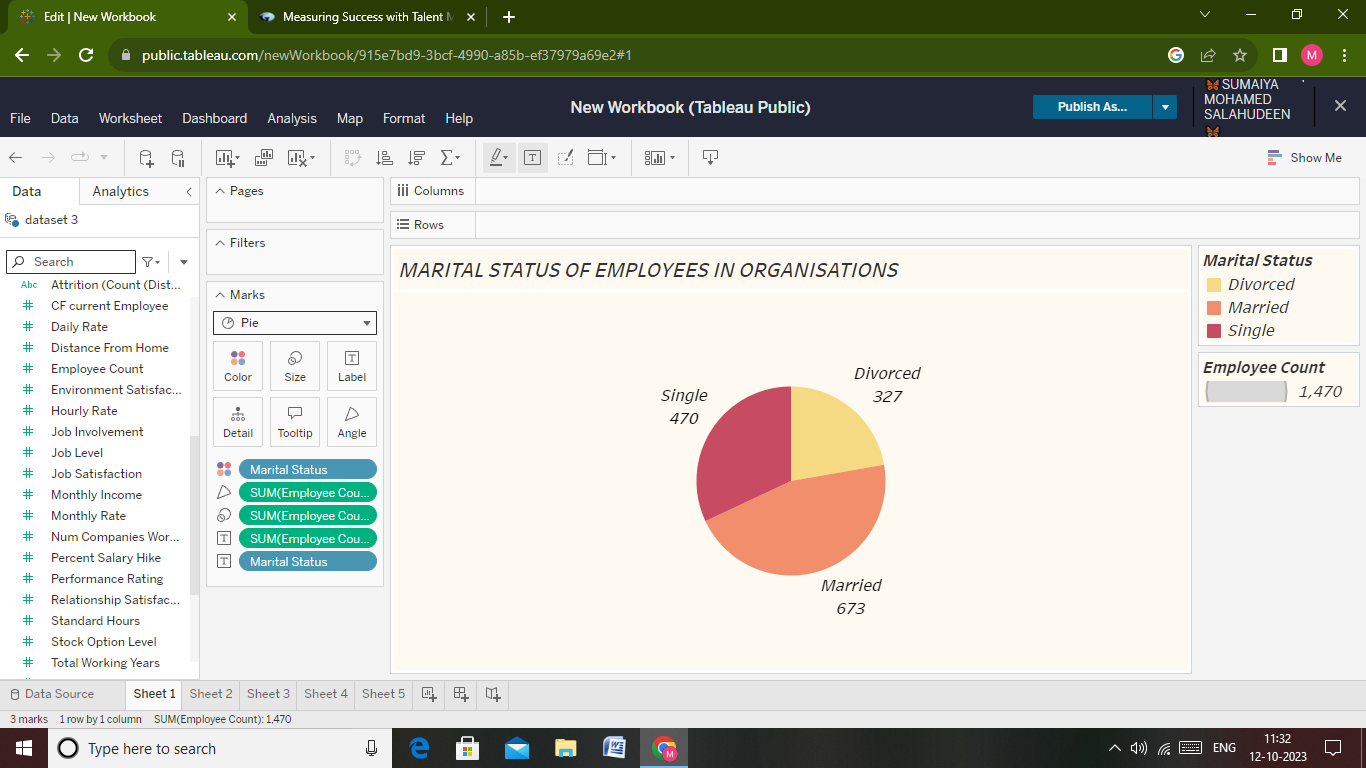 Edit | New Workbook
Measuring Success with Talent M
public.tableau.com/newWorkbook/915e7bd9-3bcf-4990-a85b-ef37979a69e2#1
M
New Workbook (Tableau Public)
Publish As...
SUMAIYA
MOHAMED
SALAHUDEEN
File Data Worksheet Dashboard Analysis Map Format Help
Show Me
Data Analytics
dataset 3
Search
Abc Attrition (Count (Dist...
CF current Employee
Daily Rate
Distance From Home
Employee Count
Environment Satisfac...
Hourly Rate
Job Involvement
Job Level
Job Satisfaction
Monthly Income
Monthly Rate
Num Companies Wor...
Percent Salary Hike
Performance Rating
Relationship Satisfac...
Standard Hours
Stock Option Level
Total Working Years
Pages
Filters
Marks
Pie
Color Size Label
Detail Tooltip Angle
Marital Status
SUM(Employee Cou...
SUM(Employee Cou...
SUM(Employee Cou...
Marital Status
Columns
Rows
MARITAL STATUS OF EMPLOYEES IN ORGANISATIONS
Divorced
327
Single
470
Married
673
Marital Status
Divorced
Married
Single
Employee Count
1,470
Data Source Sheet 1 Sheet 2 Sheet 3 Sheet 4 Sheet 5
3 marks 1 row by 1 column SUM(Employee Count): 1,470
Type here to search
M
ENG
11:32
12-10-2023